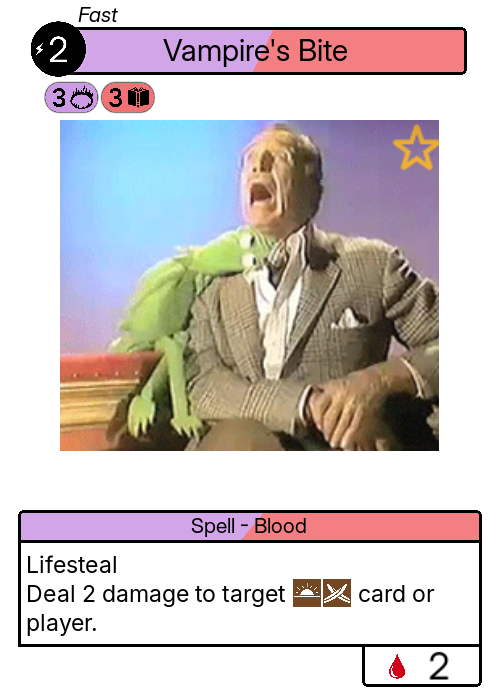 Fast
2
Vampire's Bite
3 3
Spell - Blood
Lifesteal
Deal 2 damage to target card or
player.
2